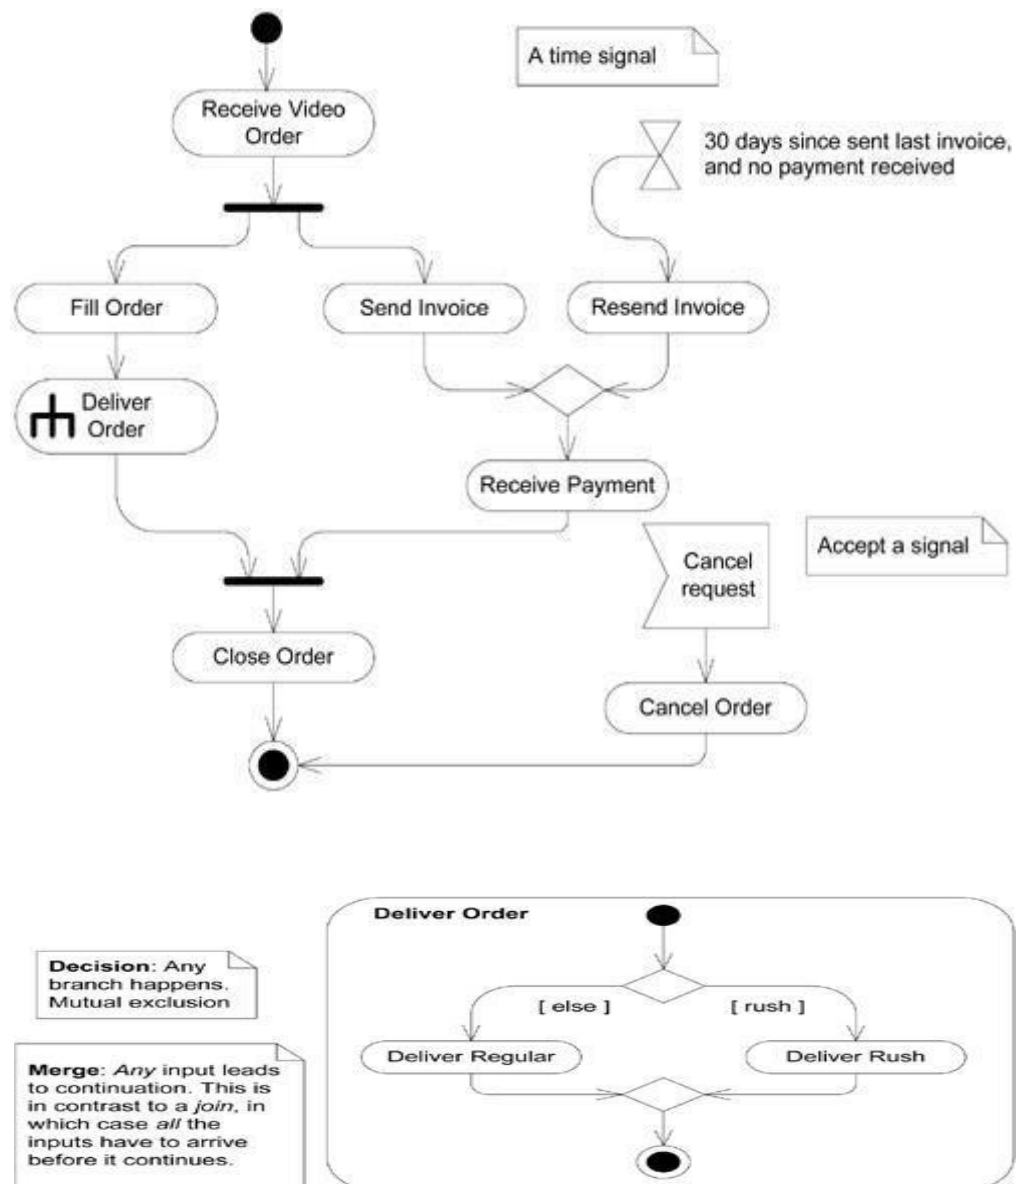 A time signal
Receive Video
Order
30 days since sent last invoice,
and no payment received
Fill Order
Send Invoice
Resend Invoice
Deliver
Order
Receive Payment
Cancel
request
Accept a signal
Close Order
Cancel Order
Deliver Order
Decision: Any
branch happens.
Mutual exclusion
[ else ]
[ rush ]
Deliver Regular
Deliver Rush
Merge: Any input leads
to continuation. This is
in contrast to a join, in
which case all the
inputs have to arrive
before it continues.